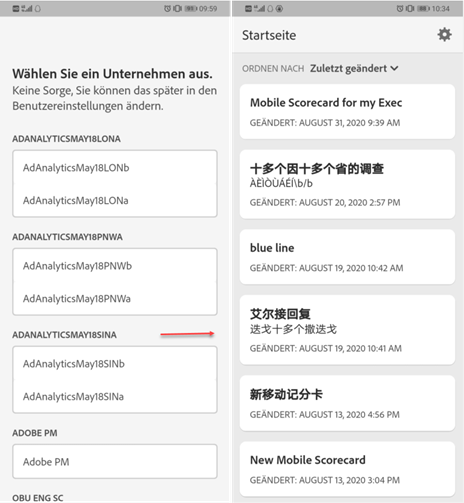 09:59
Wählen Sie ein Unternehmen aus.
Keine Sorge, Sie können das später in den
Benutzereinstellungen ändern.
ADANALYTICSMAY18LONA
AdAnalyticsMay18LONb
AdAnalyticsMay18LONa
ADANALYTICSMAY18PNWA
AdAnalyticsMay18PNWb
AdAnalyticsMay18PNWa
ADANALYTICSMAY18SINA
AdAnalyticsMay18SINb
AdAnalyticsMay18SINa
ADOBE PM
Adobe PM
OBU ENG SC
10:34
Startseite
ORDNEN NACH Zuletzt geändert
Mobile Scorecard for my Exec
GEÄNDERT: AUGUST 31, 2020 9:39 AM
十多个因十多个省的调查
ÀÈÌÒÙÁÉÍ\b/b
GEÄNDERT: AUGUST 20, 2020 2:57 PM
blue line
GEÄNDERT: AUGUST 19, 2020 10:42 AM
艾尔接回复
迭戈十多个撤迭戈
GEÄNDERT: AUGUST 19, 2020 10:41 AM
新移动记分卡
GEÄNDERT: AUGUST 13, 2020 4:56 PM
New Mobile Scorecard
GEÄNDERT: AUGUST 13, 2020 3:04 PM